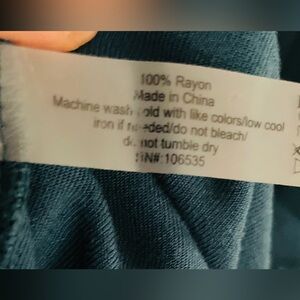 100% Rayon
Made in China
Machine wash cold with like colors/low cool
iron if needed/do not bleach/
do not tumble dry
RN#:106535